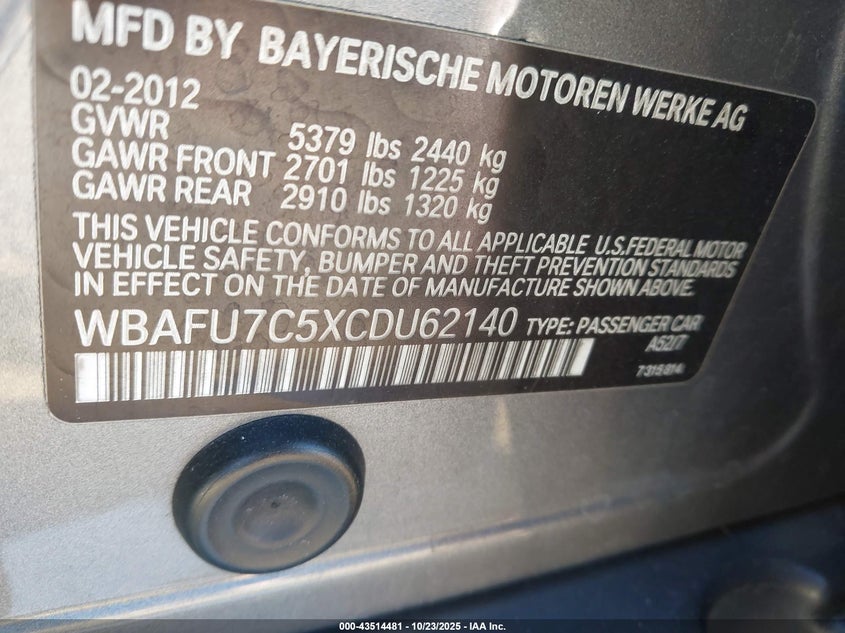 MFD BY BAYERISCHE MOTOREN WERKE AG
02-2012
GVWR 5379 lbs 2440 kg
GAWR FRONT 2701 lbs 1225 kg
GAWR REAR 2910 lbs 1320 kg
THIS VEHICLE CONFORMS TO ALL APPLICABLE U.S.FEDERAL MOTOR
VEHICLE SAFETY, BUMPER AND THEFT PREVENTION STANDARDS
IN EFFECT ON THE DATE OF MANUFACTURE SHOWN ABOVE.
WBAFU7C5XCDU62140 TYPE: PASSENGER CAR
A52/7
7315814
000-43514481 | 10/23/2025 - IAA Inc.